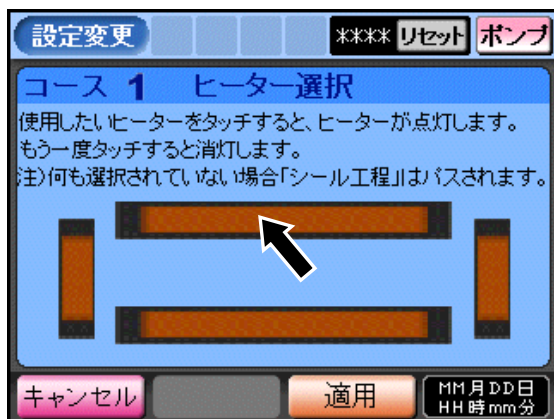 設定変更
**** リセット ポンプ
コース 1 ヒーター選択
使用したいヒーターをタッチすると、ヒーターが点灯します。
もう一度タッチすると消灯します。
注)何も選択されていない場合「シール工程」はパスされます。
キャンセル 適用 MM月DD日
HH時mm分